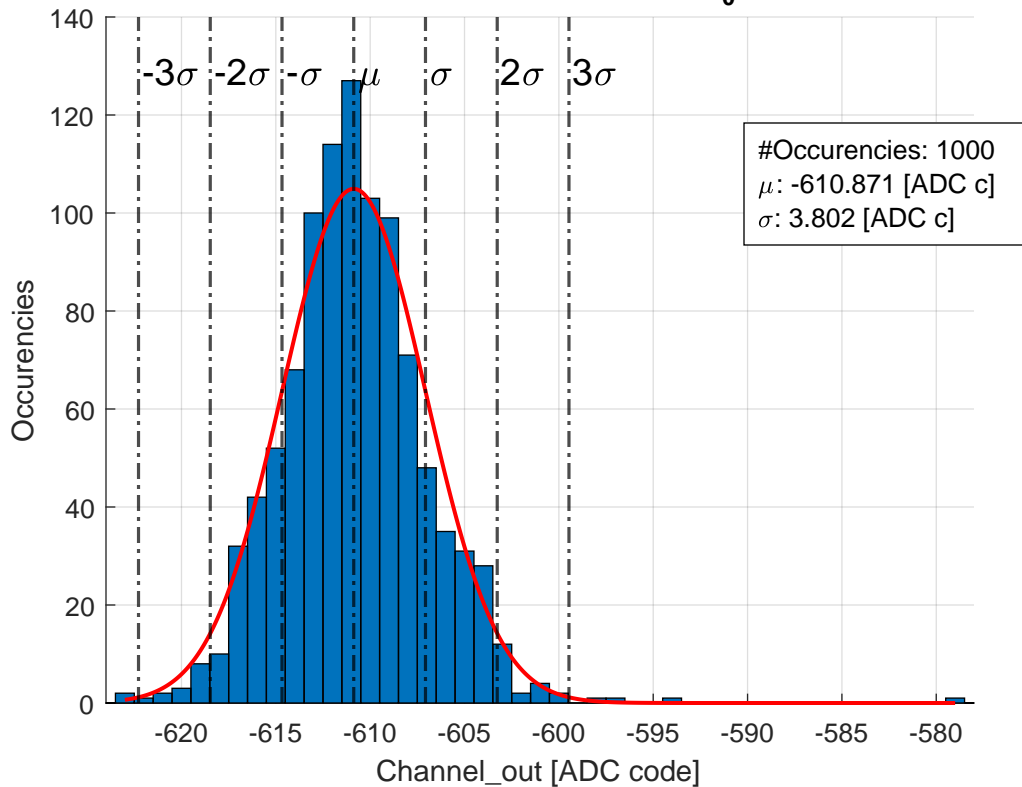 -3σ -2σ -σ μ σ 2σ 3σ
#Occurencies: 1000
μ: -610.871 [ADC c]
σ: 3.802 [ADC c]
140
120
100
80
60
40
20
0
Occurencies
-620 -615 -610 -605 -600 -595 -590 -585 -580
Channel_out [ADC code]